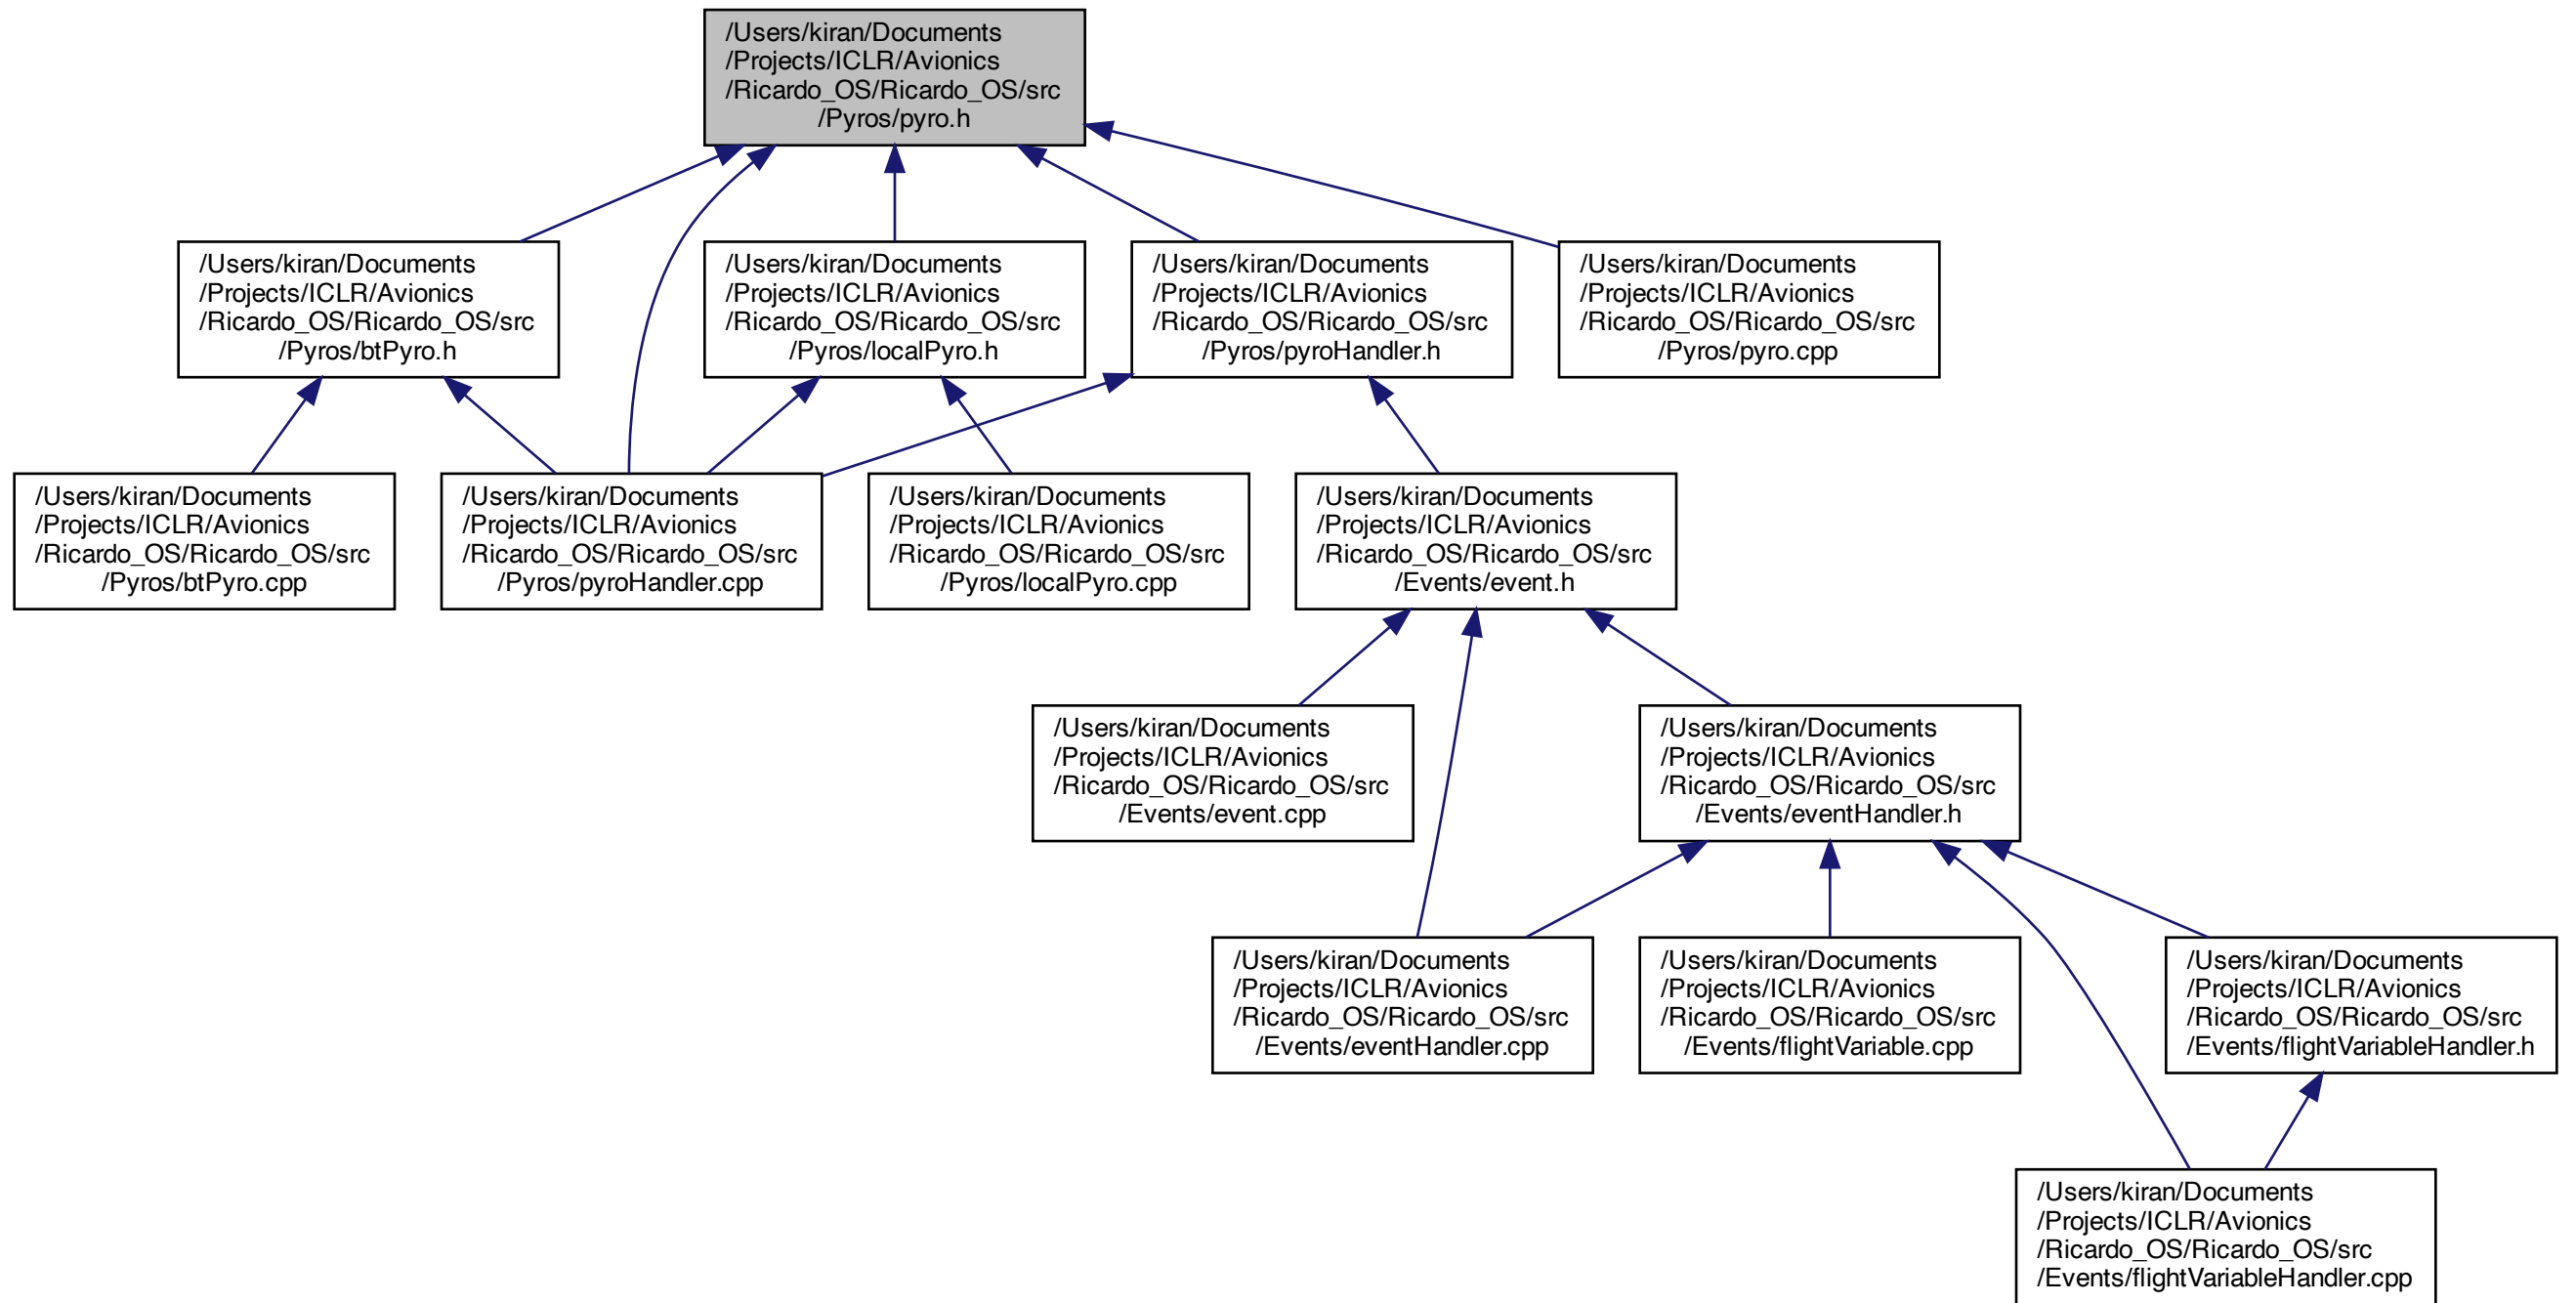 /Users/kiran/Documents
/Projects/ICLR/Avionics
/Ricardo_OS/Ricardo_OS/src
/Pyros/pyro.h
/Users/kiran/Documents
/Projects/ICLR/Avionics
/Ricardo_OS/Ricardo_OS/src
/Pyros/btPyro.h
/Users/kiran/Documents
/Projects/ICLR/Avionics
/Ricardo_OS/Ricardo_OS/src
/Pyros/localPyro.h
/Users/kiran/Documents
/Projects/ICLR/Avionics
/Ricardo_OS/Ricardo_OS/src
/Pyros/pyroHandler.h
/Users/kiran/Documents
/Projects/ICLR/Avionics
/Ricardo_OS/Ricardo_OS/src
/Pyros/pyro.cpp
/Users/kiran/Documents
/Projects/ICLR/Avionics
/Ricardo_OS/Ricardo_OS/src
/Pyros/btPyro.cpp
/Users/kiran/Documents
/Projects/ICLR/Avionics
/Ricardo_OS/Ricardo_OS/src
/Pyros/pyroHandler.cpp
/Users/kiran/Documents
/Projects/ICLR/Avionics
/Ricardo_OS/Ricardo_OS/src
/Pyros/localPyro.cpp
/Users/kiran/Documents
/Projects/ICLR/Avionics
/Ricardo_OS/Ricardo_OS/src
/Events/event.h
/Users/kiran/Documents
/Projects/ICLR/Avionics
/Ricardo_OS/Ricardo_OS/src
/Events/event.cpp
/Users/kiran/Documents
/Projects/ICLR/Avionics
/Ricardo_OS/Ricardo_OS/src
/Events/eventHandler.h
/Users/kiran/Documents
/Projects/ICLR/Avionics
/Ricardo_OS/Ricardo_OS/src
/Events/eventHandler.cpp
/Users/kiran/Documents
/Projects/ICLR/Avionics
/Ricardo_OS/Ricardo_OS/src
/Events/flightVariable.cpp
/Users/kiran/Documents
/Projects/ICLR/Avionics
/Ricardo_OS/Ricardo_OS/src
/Events/flightVariableHandler.h
/Users/kiran/Documents
/Projects/ICLR/Avionics
/Ricardo_OS/Ricardo_OS/src
/Events/flightVariableHandler.cpp